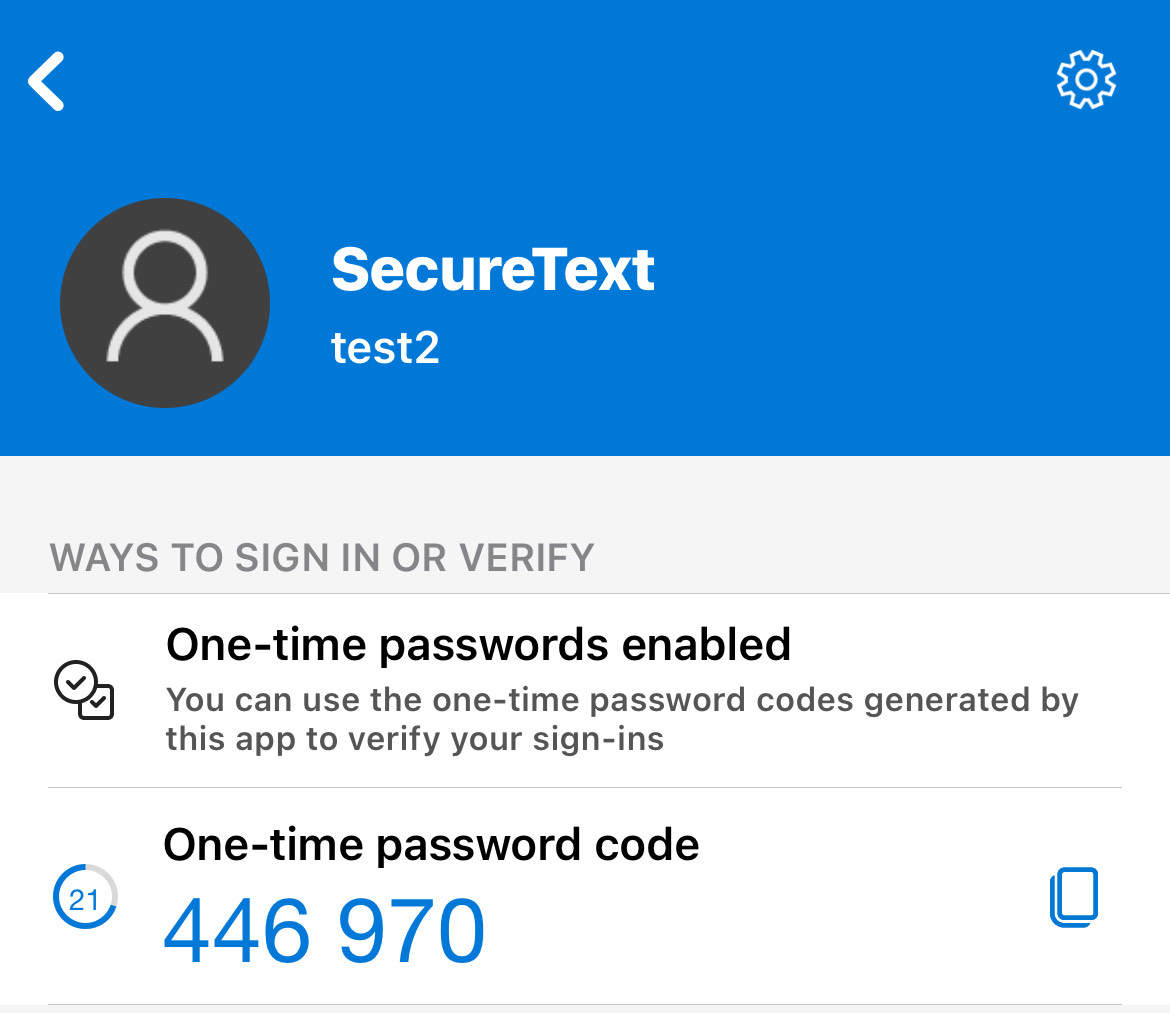 SecureText
test2
WAYS TO SIGN IN OR VERIFY
One-time passwords enabled
You can use the one-time password codes generated by
this app to verify your sign-ins
One-time password code
21
446 970